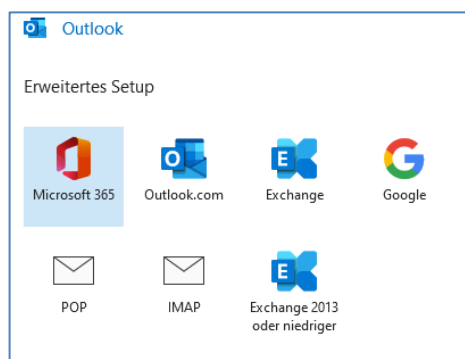 Outlook
Erweitertes Setup
Microsoft 365 Outlook.com Exchange Google
POP IMAP Exchange 2013
oder niedriger